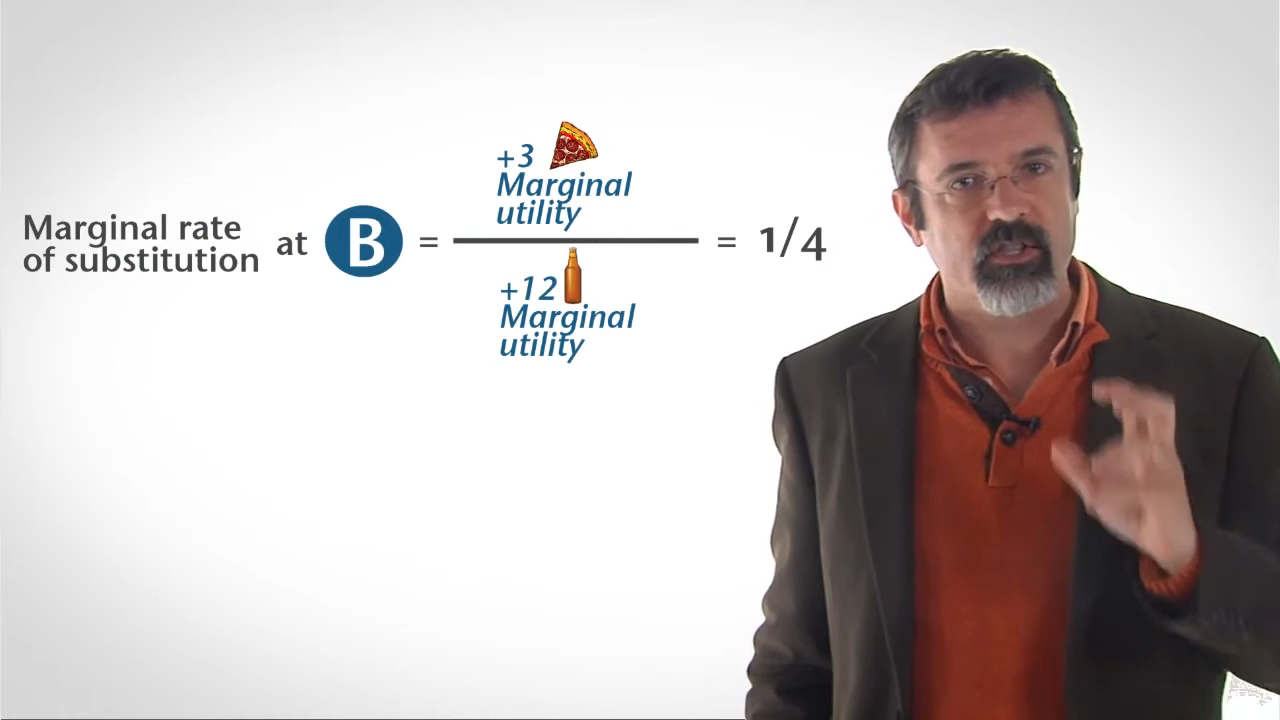 +3
Marginal
utility
Marginal rate
of substitution at B = = 1/4
+12
Marginal
utility